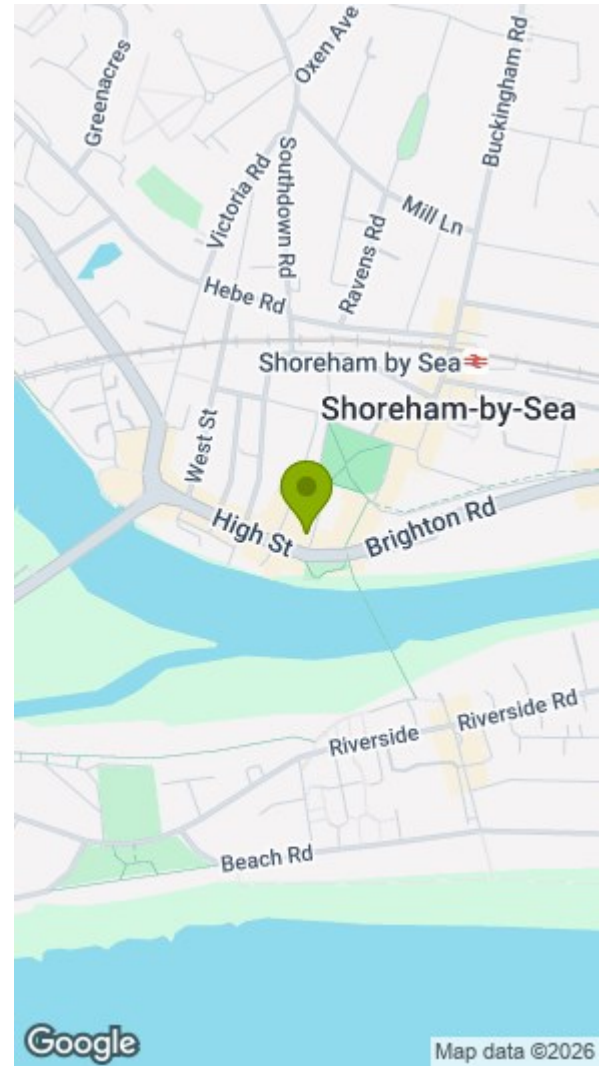 Oxen Ave
Greenacres
Buckingham Rd
Victoria Rd
Southdown Rd
Mill Ln
Ravens Rd
Hebe Rd
Shoreham by Sea
Shoreham-by-Sea
West St
High St
Brighton Rd
Riverside Rd
Riverside
Beach Rd
Google
Map data ©2026